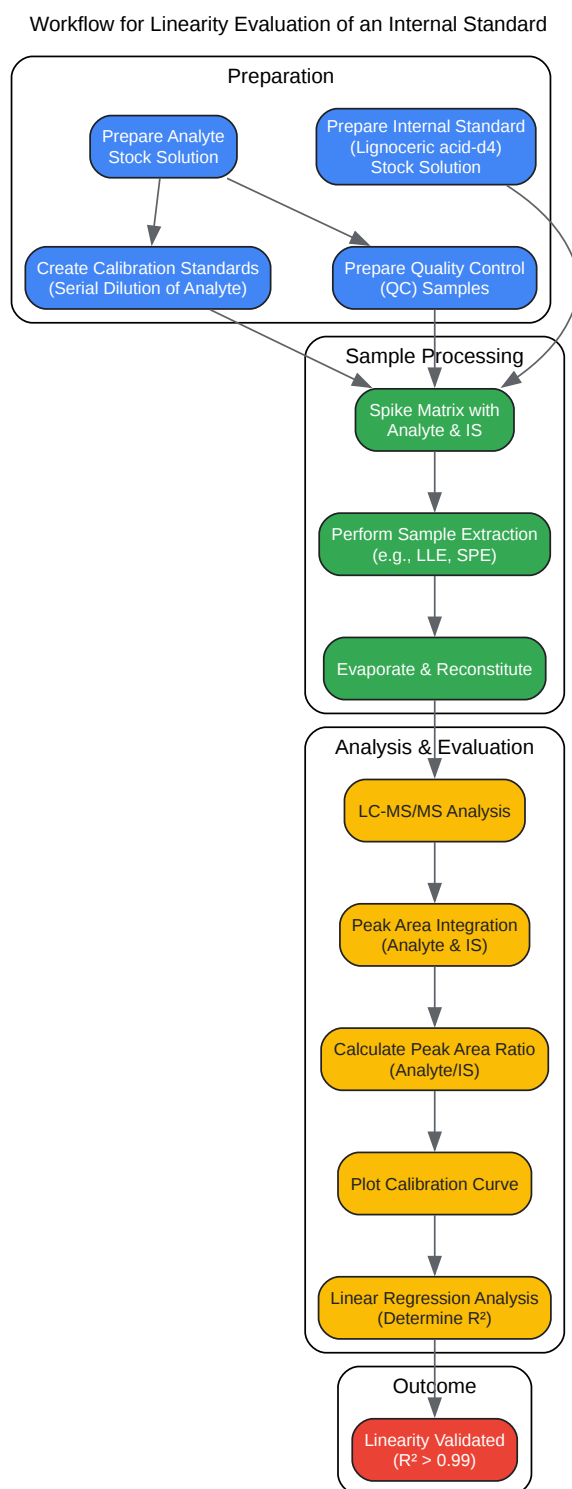 Workflow for Linearity Evaluation of an Internal Standard
Preparation
Prepare Analyte
Stock Solution
Prepare Internal Standard
(Lignoceric acid-d4)
Stock Solution
Create Calibration Standards
(Serial Dilution of Analyte)
Prepare Quality Control
(QC) Samples
Sample Processing
Spike Matrix with
Analyte & IS
Perform Sample Extraction
(e.g., LLE, SPE)
Evaporate & Reconstitute
Analysis & Evaluation
LC-MS/MS Analysis
Peak Area Integration
(Analyte & IS)
Calculate Peak Area Ratio
(Analyte/IS)
Plot Calibration Curve
Linear Regression Analysis
(Determine R²)
Outcome
Linearity Validated
(R² > 0.99)